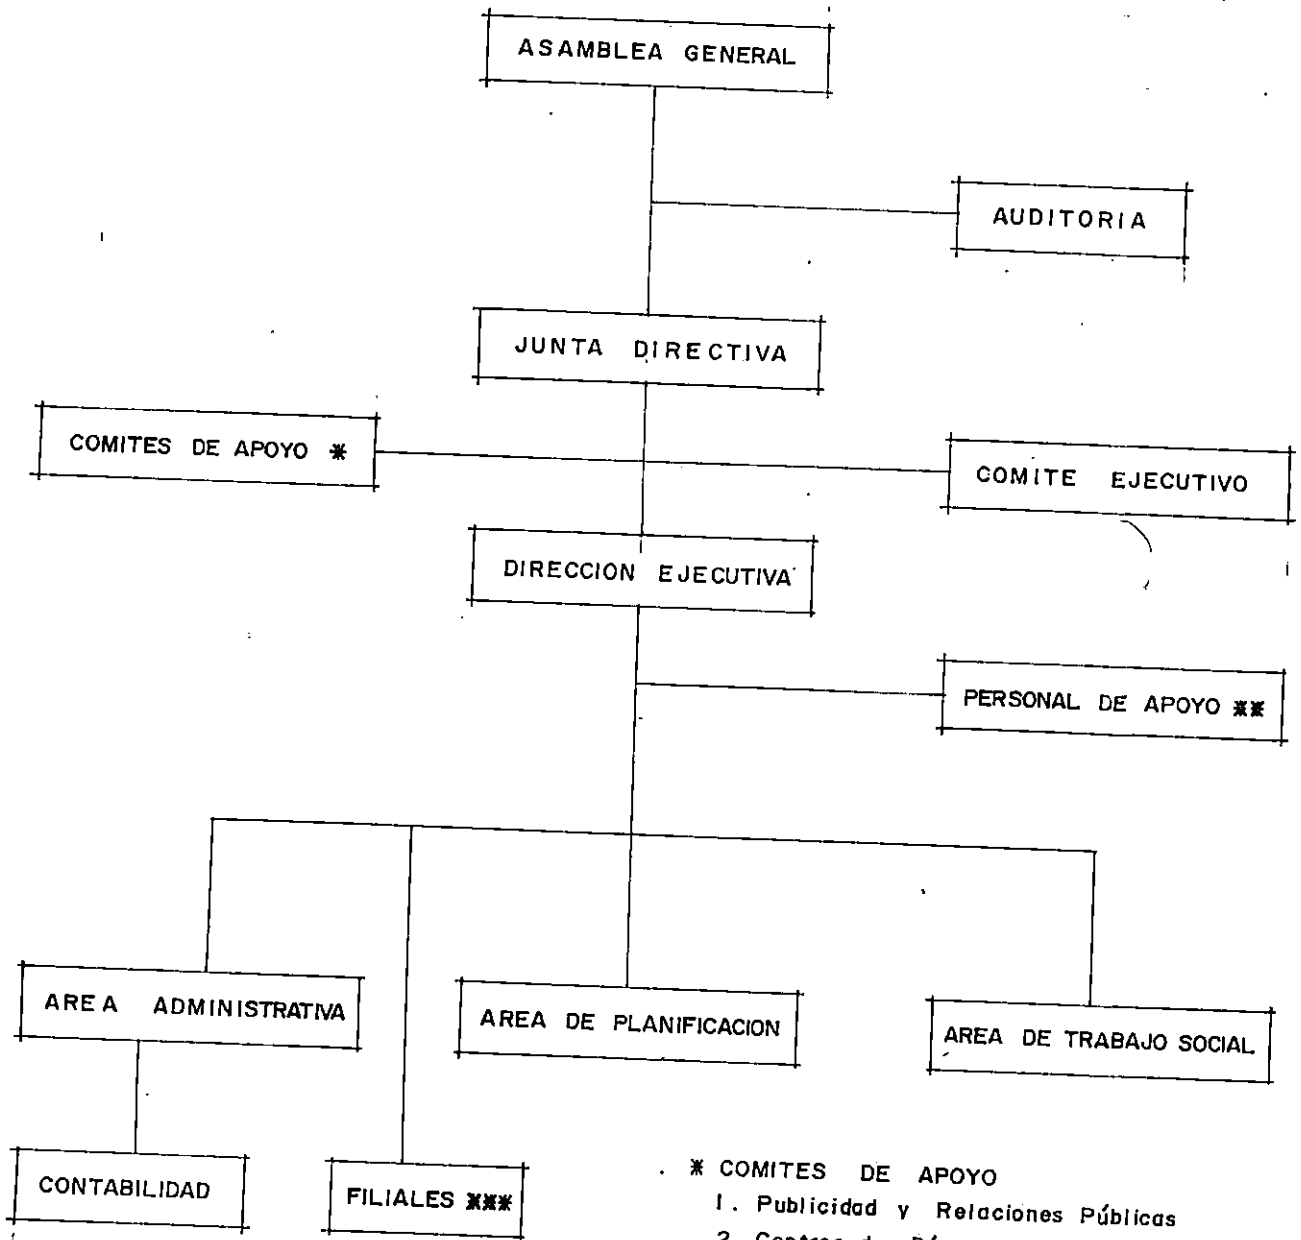 ASAMBLEA GENERAL
AUDITORIA
JUNTA DIRECTIVA
COMITES DE APOYO *
COMITE EJECUTIVO
DIRECCION EJECUTIVA
PERSONAL DE APOYO **
AREA ADMINISTRATIVA
AREA DE PLANIFICACION
AREA DE TRABAJO SOCIAL
CONTABILIDAD
FILIALES ***
* COMITES DE APOYO
1. Publicidad y Relaciones Públicas
2.